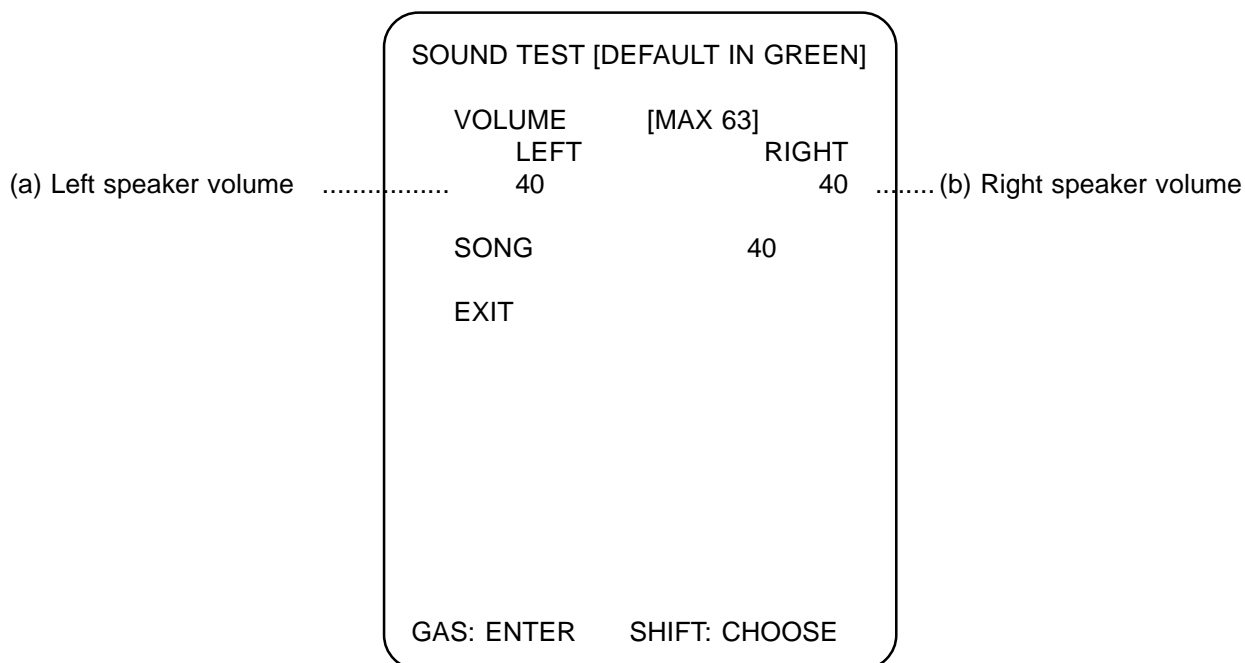 SOUND TEST [DEFAULT IN GREEN]
VOLUME [MAX 63]
LEFT RIGHT
(a) Left speaker volume ................. 40 40 ........ (b) Right speaker volume
SONG 40
EXIT
GAS: ENTER SHIFT: CHOOSE